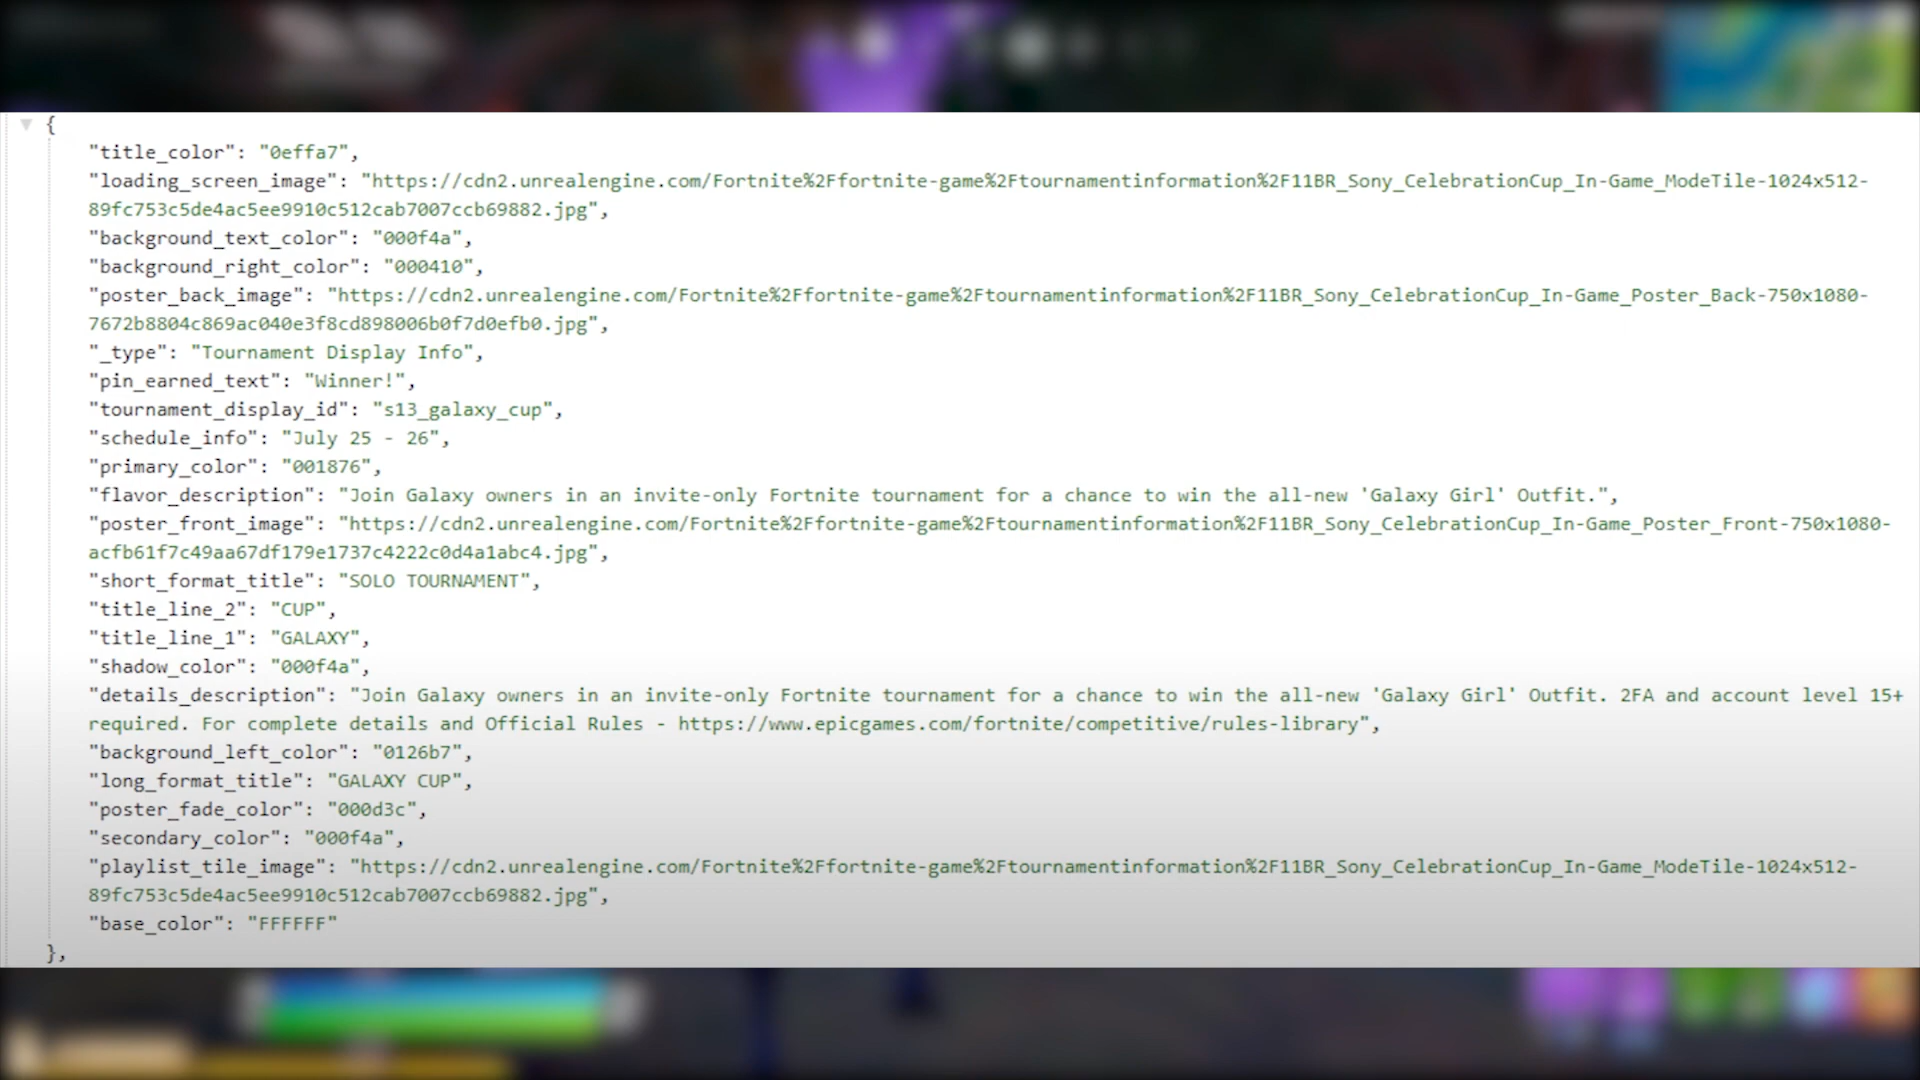 {
"title_color": "0effa7",
"loading_screen_image": "https://cdn2.unrealengine.com/Fortnite%2Ffortnite-game%2Ftournamentinformation%2F11BR_Sony_CelebrationCup_In-Game_ModeTile-1024x512-
89fc753c5de4ac5ee9910c512cab7007ccb69882.jpg",
"background_text_color": "000f4a",
"background_right_color": "000410",
"poster_back_image": "https://cdn2.unrealengine.com/Fortnite%2Ffortnite-game%2Ftournamentinformation%2F11BR_Sony_CelebrationCup_In-Game_Poster_Back-750x1080-
7672b8804c869ac040e3f8cd898006b0f7d0efb0.jpg",
"_type": "Tournament Display Info",
"pin_earned_text": "Winner!",
"tournament_display_id": "s13_galaxy_cup",
"schedule_info": "July 25 - 26",
"primary_color": "001876",
"flavor_description": "Join Galaxy owners in an invite-only Fortnite tournament for a chance to win the all-new 'Galaxy Girl' Outfit.",
"poster_front_image": "https://cdn2.unrealengine.com/Fortnite%2Ffortnite-game%2Ftournamentinformation%2F11BR_Sony_CelebrationCup_In-Game_Poster_Front-750x1080-
acfb61f7c49aa67df179e1737c4222c0d4a1abc4.jpg",
"short_format_title": "SOLO TOURNAMENT",
"title_line_2": "CUP",
"title_line_1": "GALAXY",
"shadow_color": "000f4a",
"details_description": "Join Galaxy owners in an invite-only Fortnite tournament for a chance to win the all-new 'Galaxy Girl' Outfit. 2FA and account level 15+
required. For complete details and Official Rules - https://www.epicgames.com/fortnite/competitive/rules-library",
"background_left_color": "0126b7",
"long_format_title": "GALAXY CUP",
"poster_fade_color": "000d3c",
"secondary_color": "000f4a",
"playlist_tile_image": "https://cdn2.unrealengine.com/Fortnite%2Ffortnite-game%2Ftournamentinformation%2F11BR_Sony_CelebrationCup_In-Game_ModeTile-1024x512-
89fc753c5de4ac5ee9910c512cab7007ccb69882.jpg",
"base_color": "FFFFFF"
},